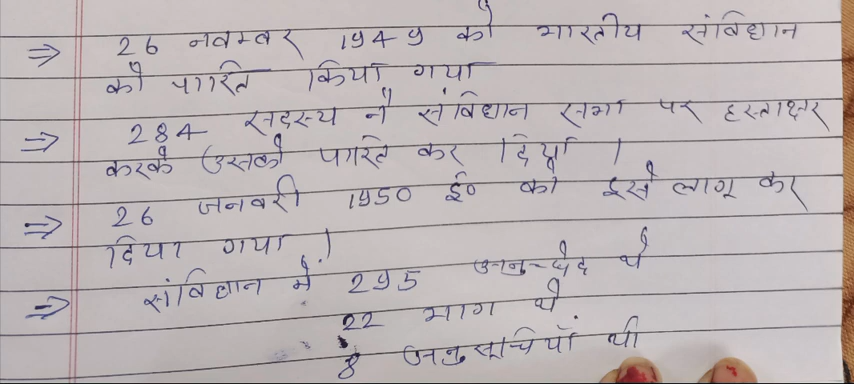 ⇒ 26 नवम्बर 1949 को भारतीय संविधान
को पारित किया गया
⇒ 284 सदस्य ने संविधान सभा पर हस्ताक्षर
करके उसको पारित कर दिया ।
⇒ 26 जनवरी 1950 ई० को इसे लागू कर
दिया गया ।
⇒ संविधान में 295 अनुच्छेद थे
22 भाग थे
8 अनुसूचियाँ थी